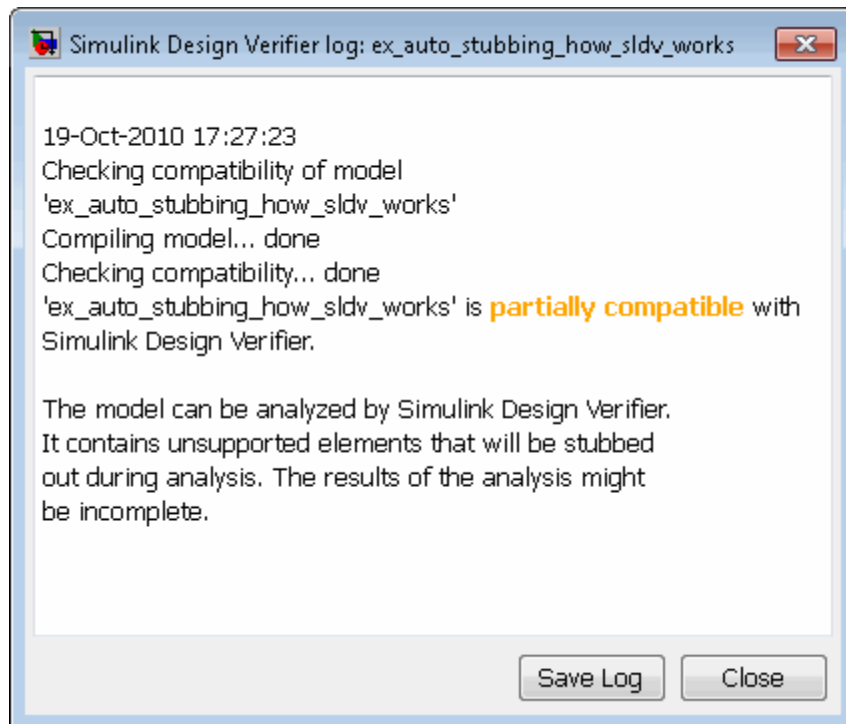 Simulink Design Verifier log: ex_auto_stubbing_how_sldv_works
19-Oct-2010 17:27:23
Checking compatibility of model
'ex_auto_stubbing_how_sldv_works'
Compiling model... done
Checking compatibility... done
'ex_auto_stubbing_how_sldv_works' is partially compatible with
Simulink Design Verifier.
The model can be analyzed by Simulink Design Verifier.
It contains unsupported elements that will be stubbed
out during analysis. The results of the analysis might
be incomplete.
Save Log Close